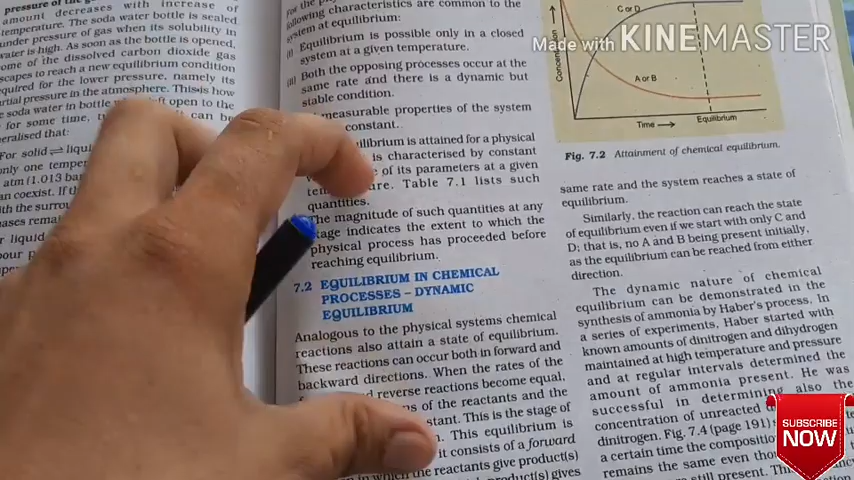 pressure of the
amount decreases with increase of
temperature. The soda water bottle is sealed
under pressure of gas when its solubility in
water is high. As soon as the bottle is opened,
some of the dissolved carbon dioxide gas
escapes to reach a new equilibrium condition
required for the lower pressure, namely its
partial pressure in the atmosphere. This is how
soda water in bottle open to the
for some time,
generalised that:
For solid ⇌ liquid
only one temperature
atm (1.013 bar
can coexist. If
with the
For the
following characteristics are common to the
system at equilibrium:
(i) Equilibrium is possible only in a closed
system at a given temperature.
(ii) Both the opposing processes occur at the
same rate and there is a dynamic but
stable condition.
measurable properties of the system
constant.
equilibrium is attained for a physical
is characterised by constant
of its parameters at a given
Table 7.1 lists such
quantities.
The magnitude of such quantities at any
stage indicates the extent to which the
physical process has proceeded before
reaching equilibrium.
7.2 EQUILIBRIUM IN CHEMICAL
PROCESSES – DYNAMIC
EQUILIBRIUM
Analogous to the physical systems chemical
reactions also attain a state of equilibrium.
These reactions can occur both in forward and
backward directions. When the rates of the
reverse reactions become equal,
of the reactants and the
This is the stage of
This equilibrium is
it consists of a forward
in which the reactants give product(s)
product(s) gives
C or D
A or B
Time
Equilibrium
Fig. 7.2 Attainment of chemical equilibrium.
same rate and the system reaches a state of
equilibrium.
Similarly, the reaction can reach the state
of equilibrium even if we start with only C and
D; that is, no A and B being present initially,
as the equilibrium can be reached from either
direction.
The dynamic nature of chemical
equilibrium can be demonstrated in the
synthesis of ammonia by Haber's process. In
a series of experiments, Haber started with
known amounts of dinitrogen and dihydrogen
maintained at high temperature and pressure
and at regular intervals determined the
amount of ammonia present. He was
successful in determining also the
concentration of unreacted
dinitrogen. Fig. 7.4 (page 191)
a certain time the composition
remains the same even
still present.
Made with KINEMASTER
SUBSCRIBE
NOW